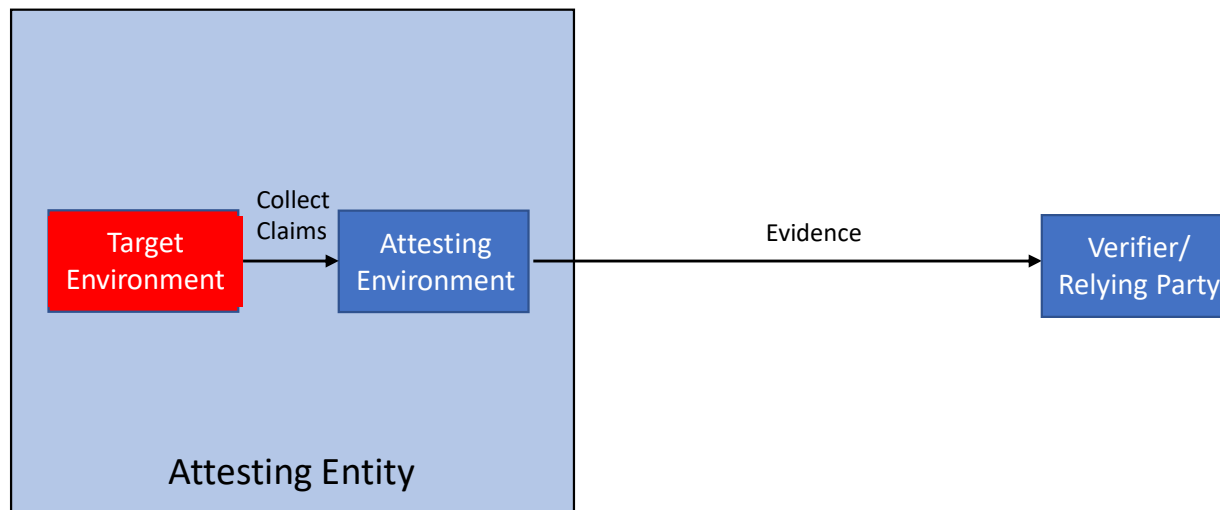 Collect
Claims
Target
Environment
Attesting
Environment
Evidence
Verifier/
Relying Party
Attesting Entity